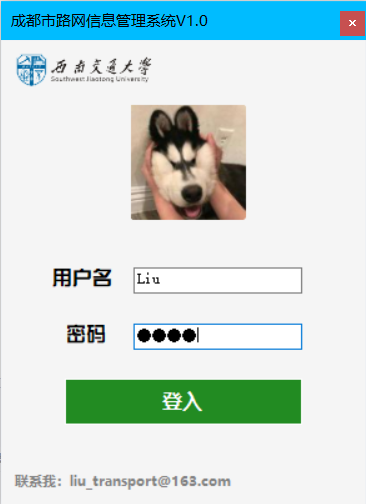 成都市路网信息管理系统V1.0
西南交通大学
Southwest Jiaotong University
用户名 Liu
密码 ●●●●
登入
联系我：liu_transport@163.com